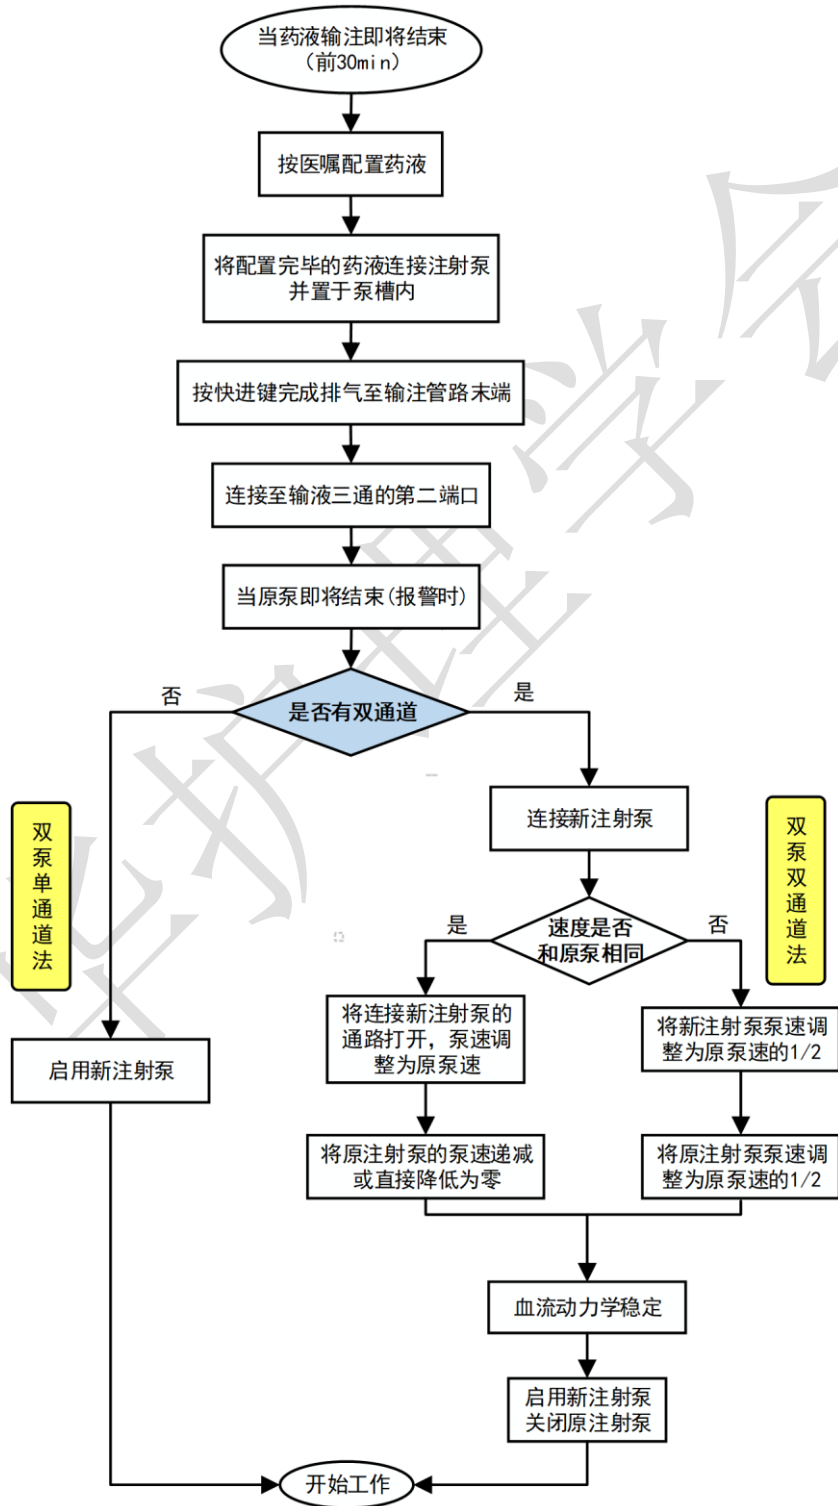 当药液输注即将结束
（前30min）
按医嘱配置药液
将配置完毕的药液连接注射泵
并置于泵槽内
按快进键完成排气至输注管路末端
连接至输液三通的第二端口
当原泵即将结束(报警时)
否
是否有双通道
是
双泵单通道法
连接新注射泵
双泵双通道法
是
速度是否
和原泵相同
否
将连接新注射泵的
通路打开，泵速调
整为原泵速
将新注射泵泵速调
整为原泵速的1/2
启用新注射泵
将原注射泵的泵速递减
或直接降低为零
将原注射泵泵速调
整为原泵速的1/2
血流动力学稳定
启用新注射泵
关闭原注射泵
开始工作
华护理学会